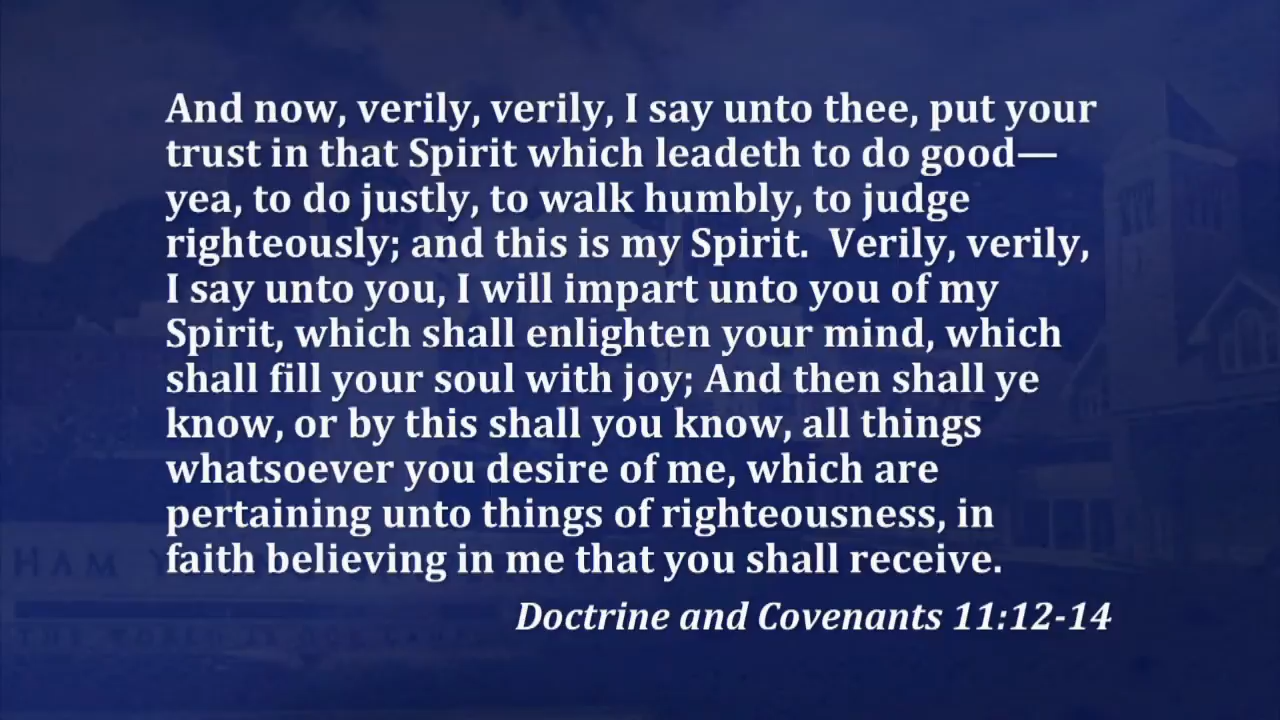 And now, verily, verily, I say unto thee, put your
trust in that Spirit which leadeth to do good—
yea, to do justly, to walk humbly, to judge
righteously; and this is my Spirit.  Verily, verily,
I say unto you, I will impart unto you of my
Spirit, which shall enlighten your mind, which
shall fill your soul with joy; And then shall ye
know, or by this shall you know, all things
whatsoever you desire of me, which are
pertaining unto things of righteousness, in
faith believing in me that you shall receive.
Doctrine and Covenants 11:12-14
HAM
THE WORLD IS OUR